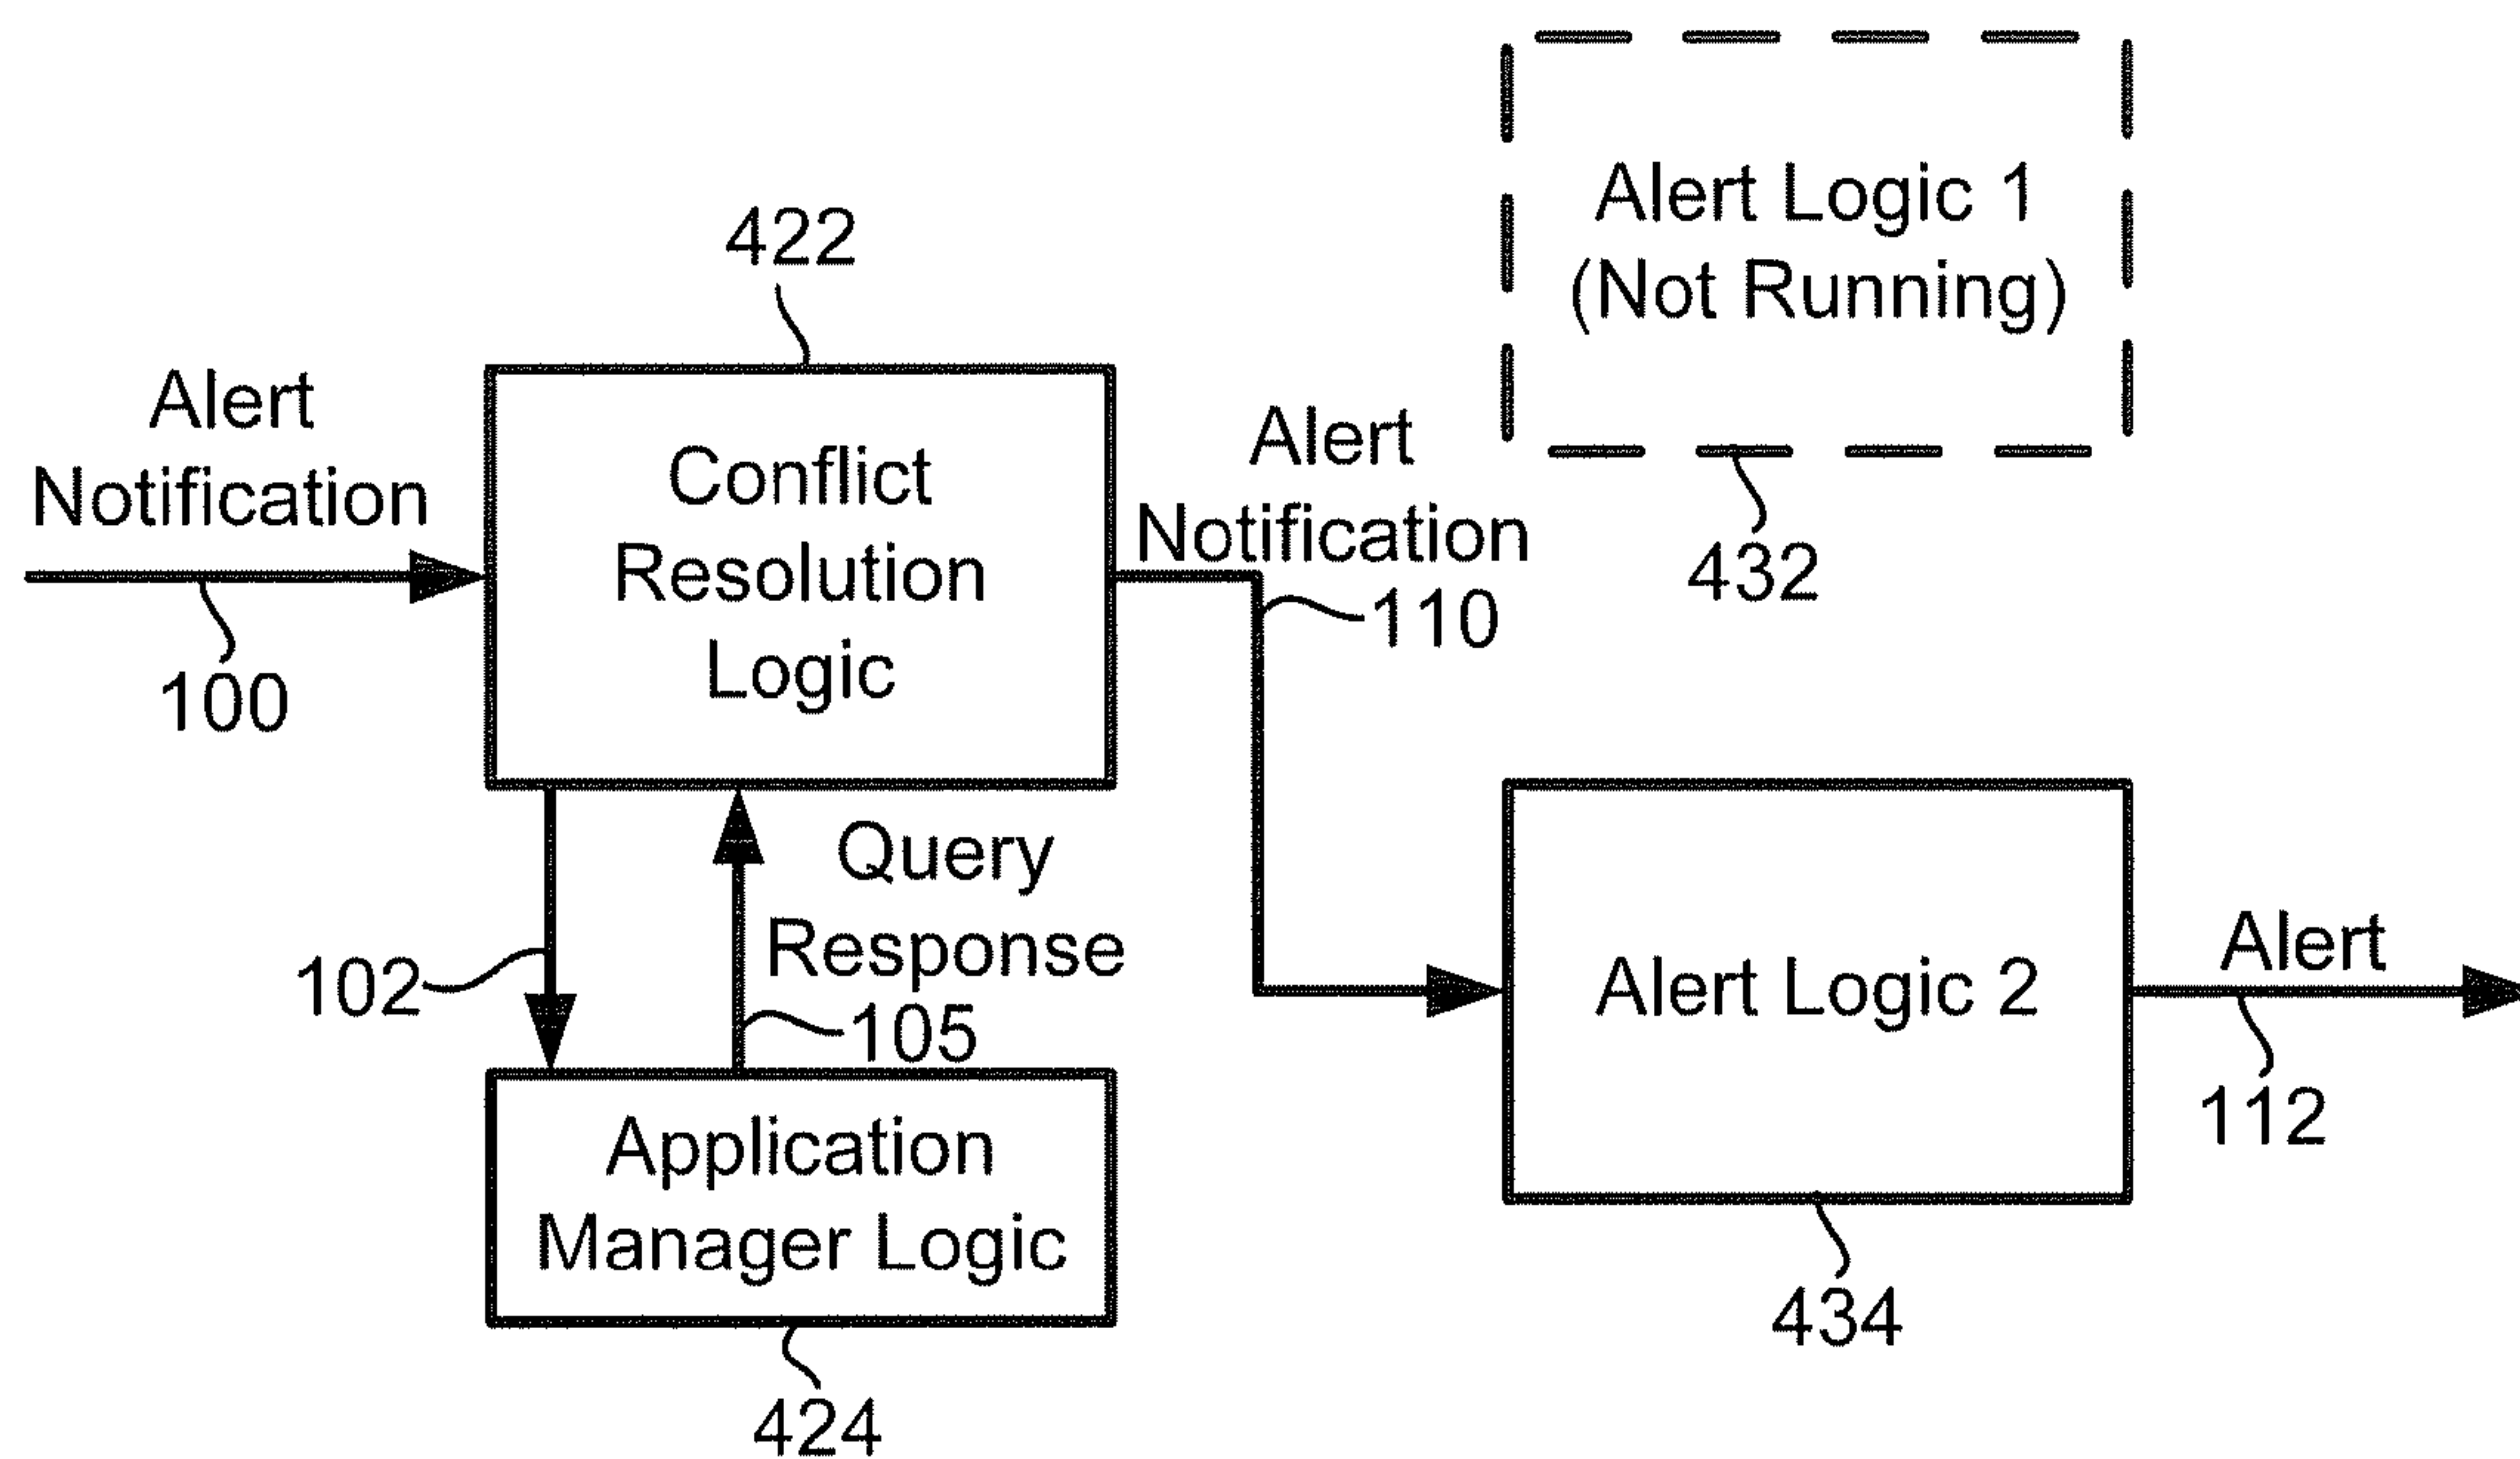 Alert Logic 1
(Not Running)
432
422
Alert
Notification
100
Conflict
Resolution
Logic
Alert
Notification
110
102
Query
Response
105
Application
Manager Logic
424
Alert Logic 2
434
Alert
112